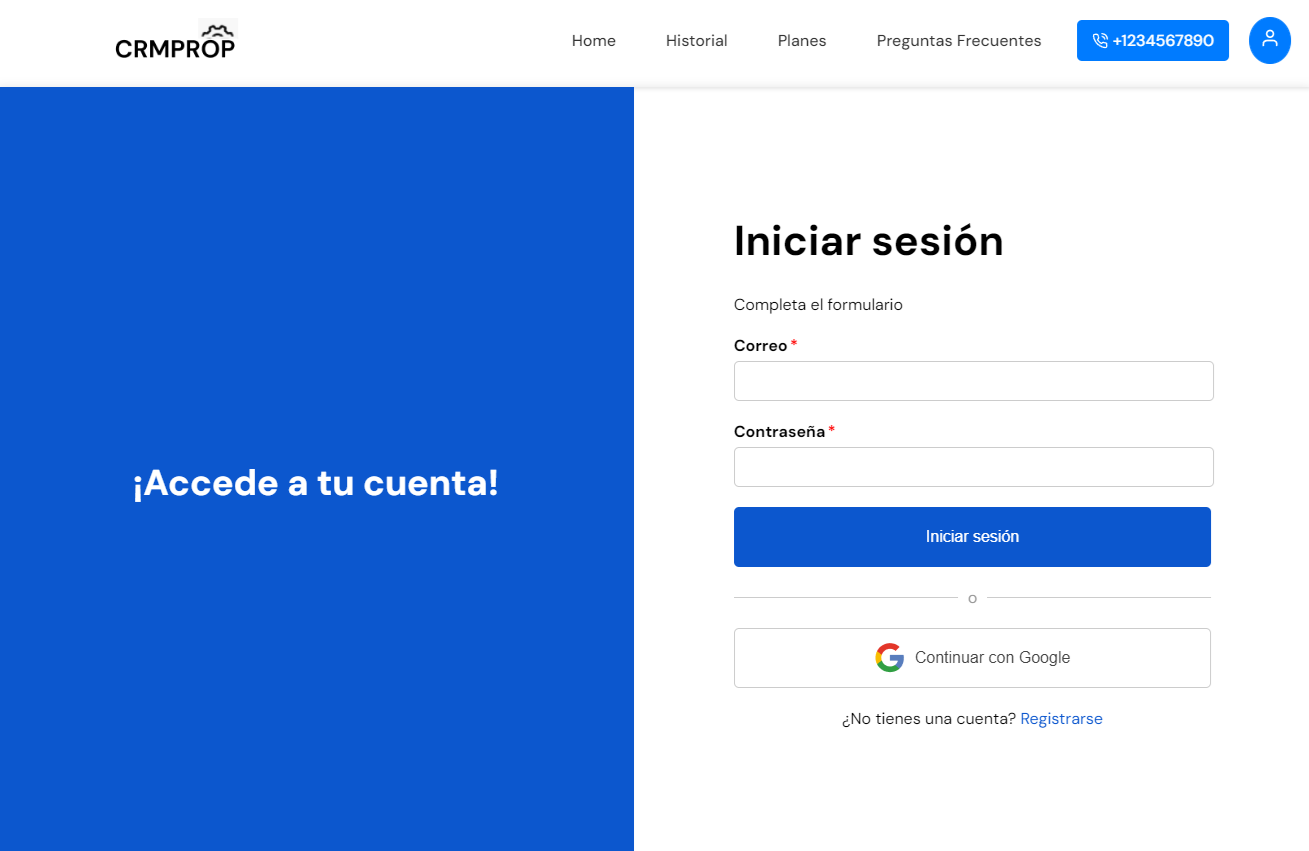 CRMPROP
Home
Historial
Planes
Preguntas Frecuentes
+1234567890
¡Accede a tu cuenta!
Iniciar sesión
Completa el formulario
Correo *
Contraseña *
Iniciar sesión
o
Continuar con Google
¿No tienes una cuenta? Registrarse